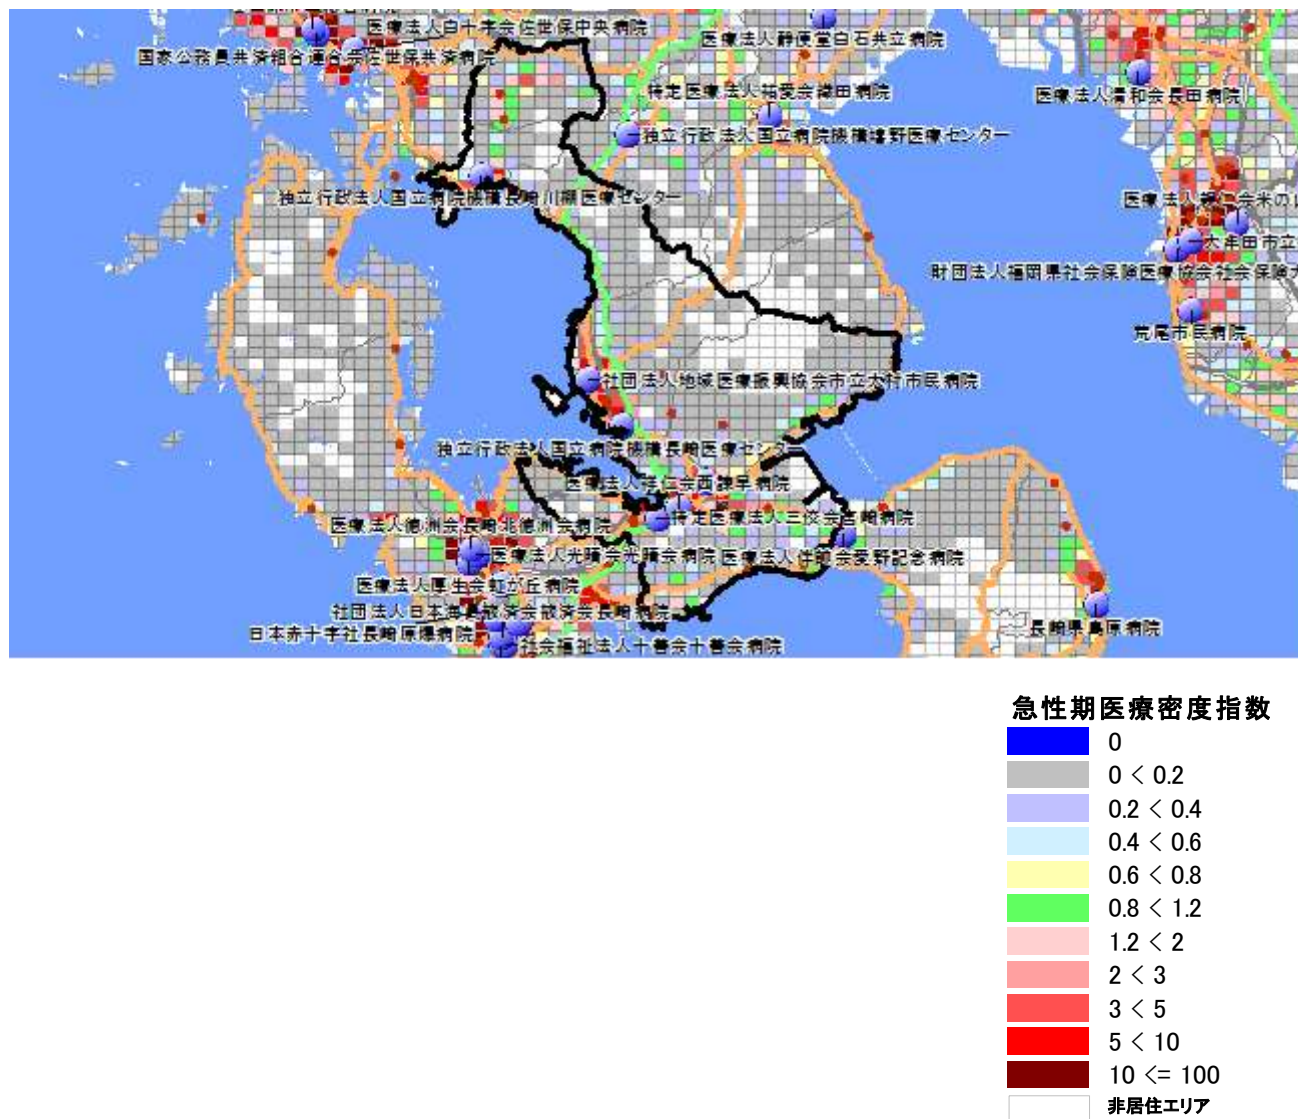 医療法人白十字会佐世保中央病院
国家公務員共済組合連合会佐世保共済病院
医療法人静便堂白石共立病院
特定医療法人祐愛会織田病院
医療法人清和会長田病院
独立行政法人国立病院機構嬉野医療センター
独立行政法人国立病院機構長崎川棚医療センター
医療法人親仁会米の山
大牟田市立
財団法人福岡県社会保険医療協会社会保険大
荒尾市民病院
社団法人地域医療振興協会市立大村市民病院
独立行政法人国立病院機構長崎医療センター
医療法人祥仁会西諫早病院
特定医療法人三佼会宮崎病院
医療法人徳洲会長崎北徳洲会病院
医療法人光晴会光晴会病院
医療法人伴帥会愛野記念病院
医療法人厚生会虹が丘病院
社団法人日本海員掖済会掖済会長崎病院
日本赤十字社長崎原爆病院
社会福祉法人十善会十善会病院
長崎県島原病院
急性期医療密度指数
0
0 < 0.2
0.2 < 0.4
0.4 < 0.6
0.6 < 0.8
0.8 < 1.2
1.2 < 2
2 < 3
3 < 5
5 < 10
10 <= 100
非居住エリア